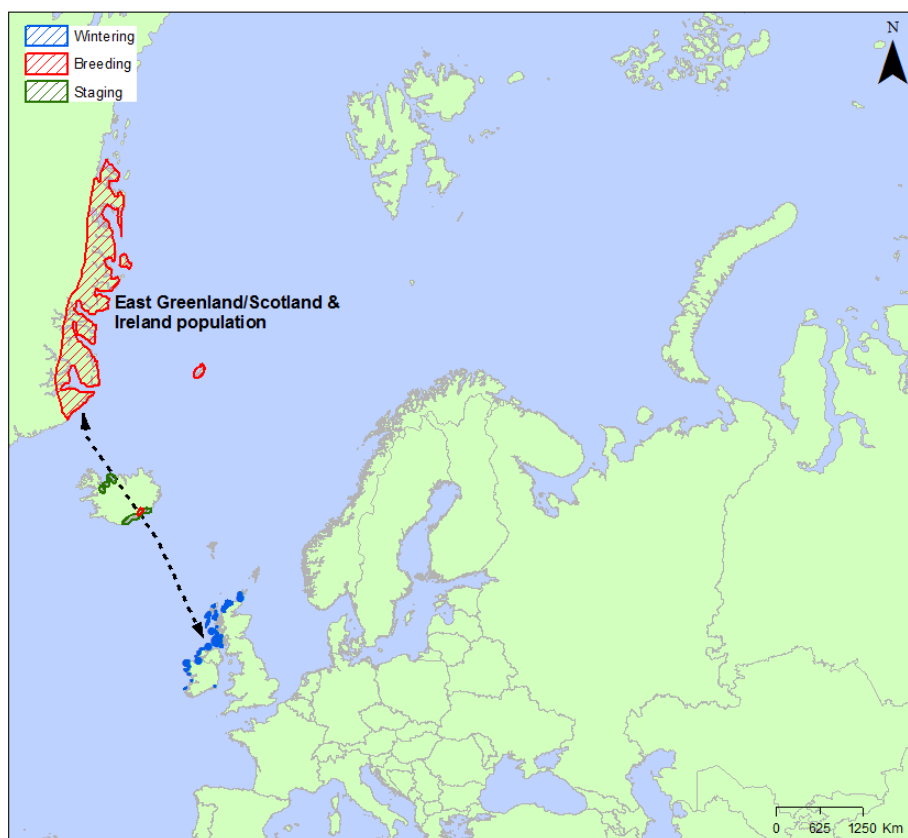 Wintering
Breeding
Staging
N
East Greenland/Scotland &
Ireland population
0 625 1250 Km